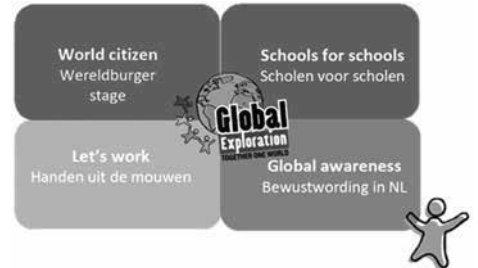 World citizen
Wereldburger
stage
Schools for schools
Scholen voor scholen
Global
Exploration
TOGETHER ONE WORLD
Let's work
Handen uit de mouwen
Global awareness
Bewustwording in NL